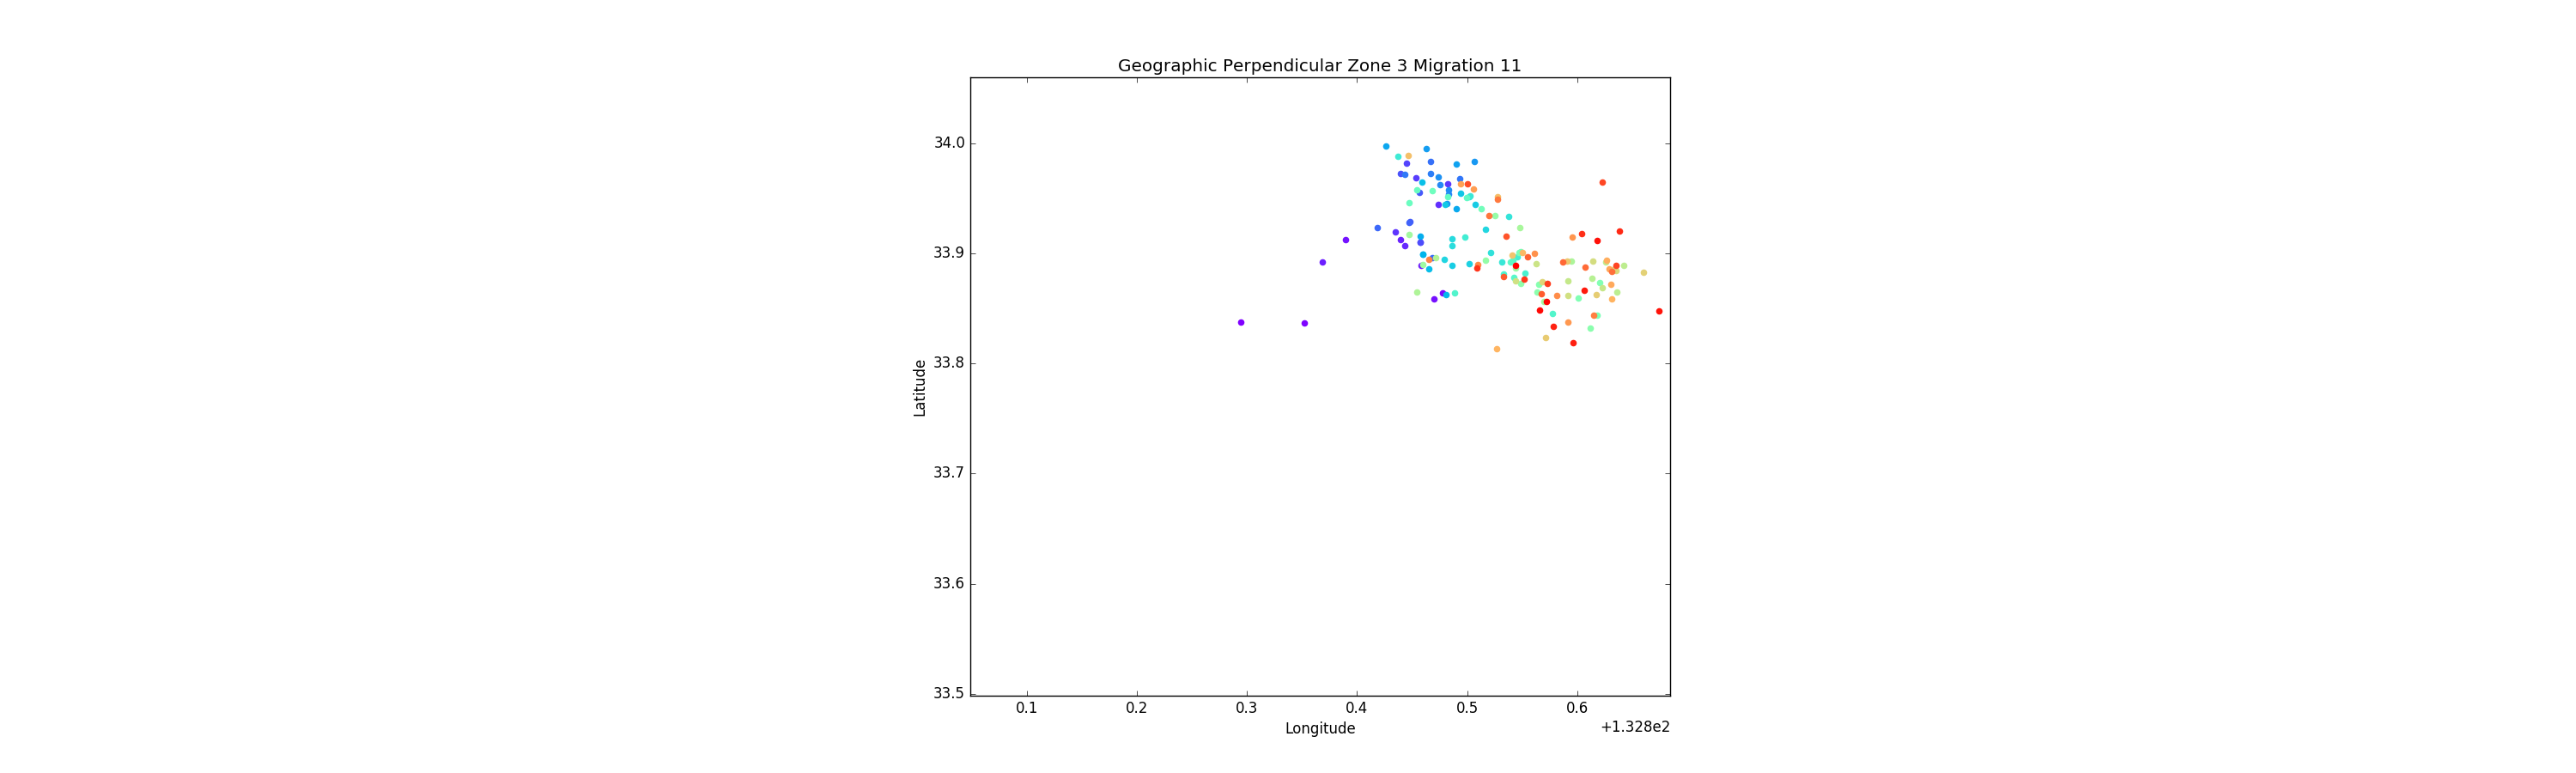 Geographic Perpendicular Zone 3 Migration 11
34.0
33.9
33.8
33.7
33.6
33.5
Latitude
0.1 0.2 0.3 0.4 0.5 0.6
+1.328e2
Longitude